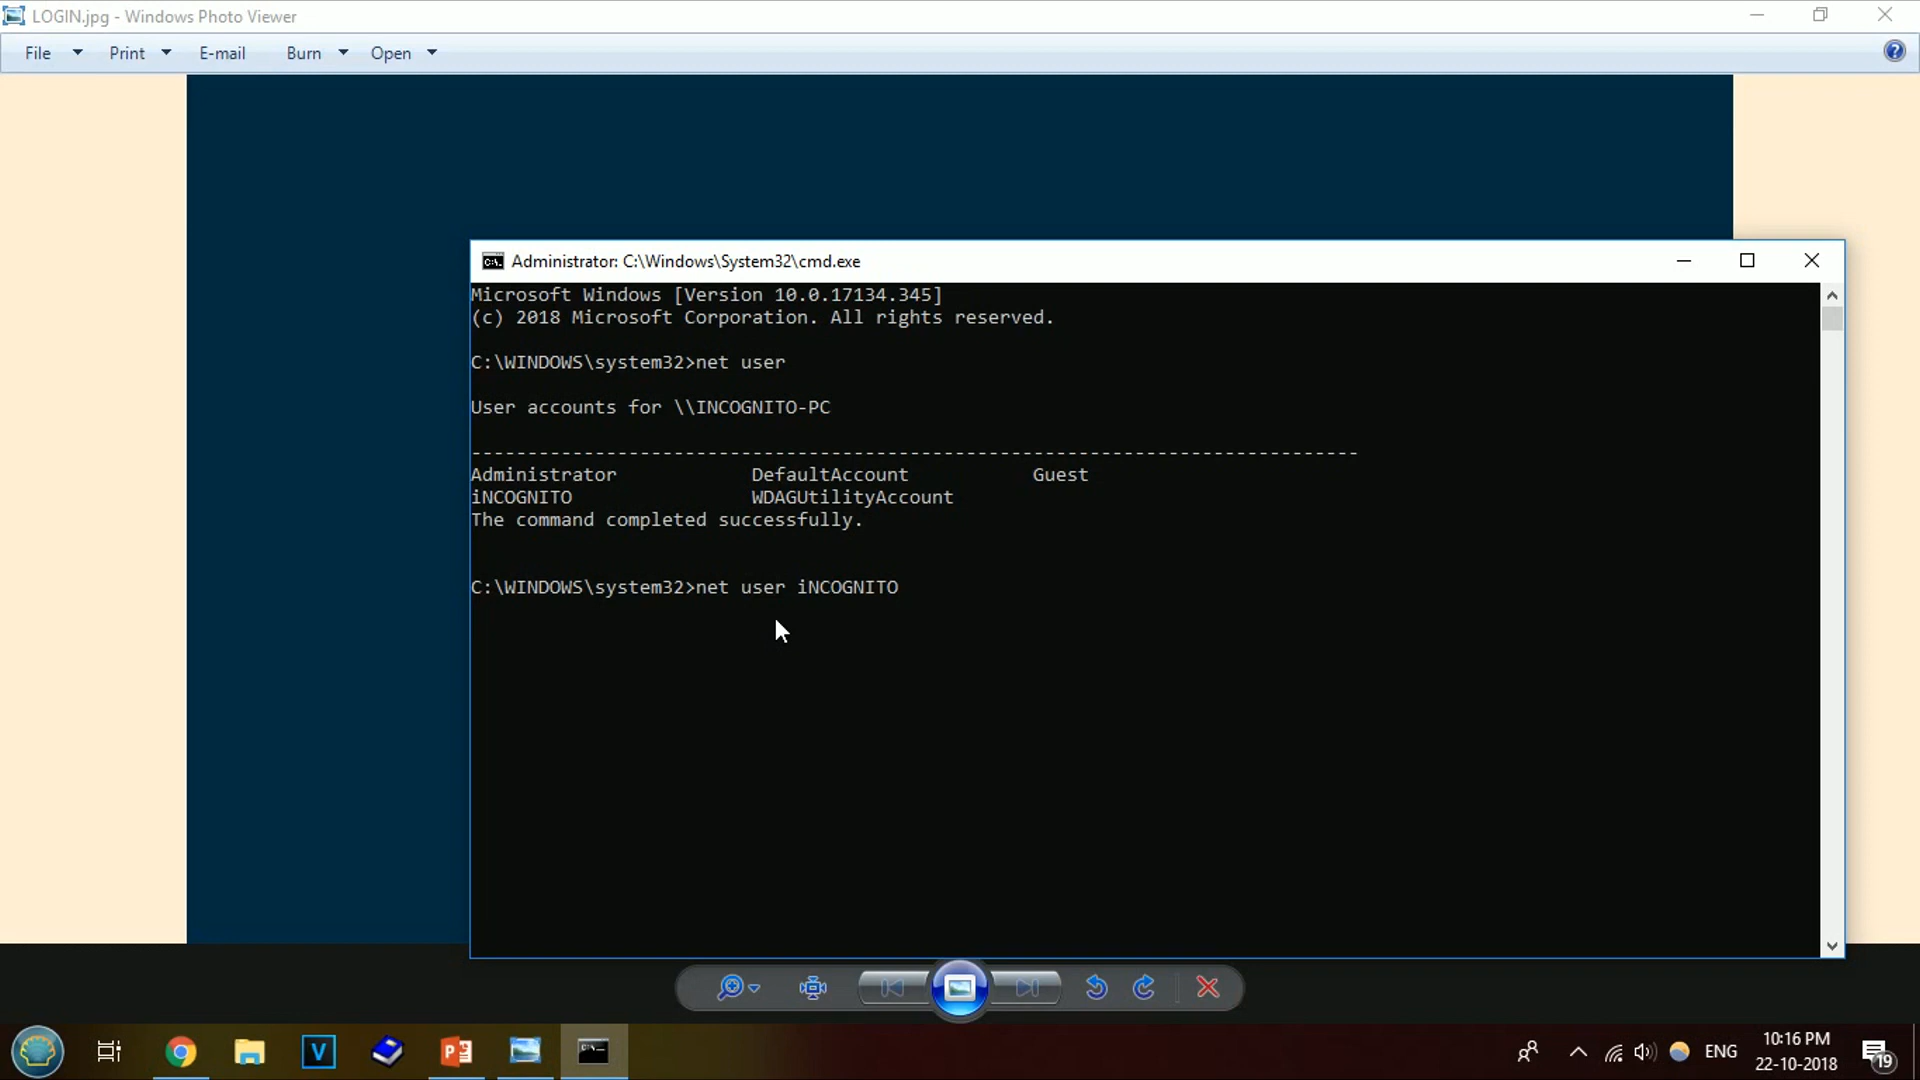 LOGIN.jpg - Windows Photo Viewer
File Print E-mail Burn Open
Administrator: C:\Windows\System32\cmd.exe
Microsoft Windows [Version 10.0.17134.345]
(c) 2018 Microsoft Corporation. All rights reserved.
C:\WINDOWS\system32>net user
User accounts for \\INCOGNITO-PC
-------------------------------------------------------------------------------
Administrator DefaultAccount Guest
iNCOGNITO WDAGUtilityAccount
The command completed successfully.
C:\WINDOWS\system32>net user iNCOGNITO
10:16 PM
ENG
22-10-2018
19